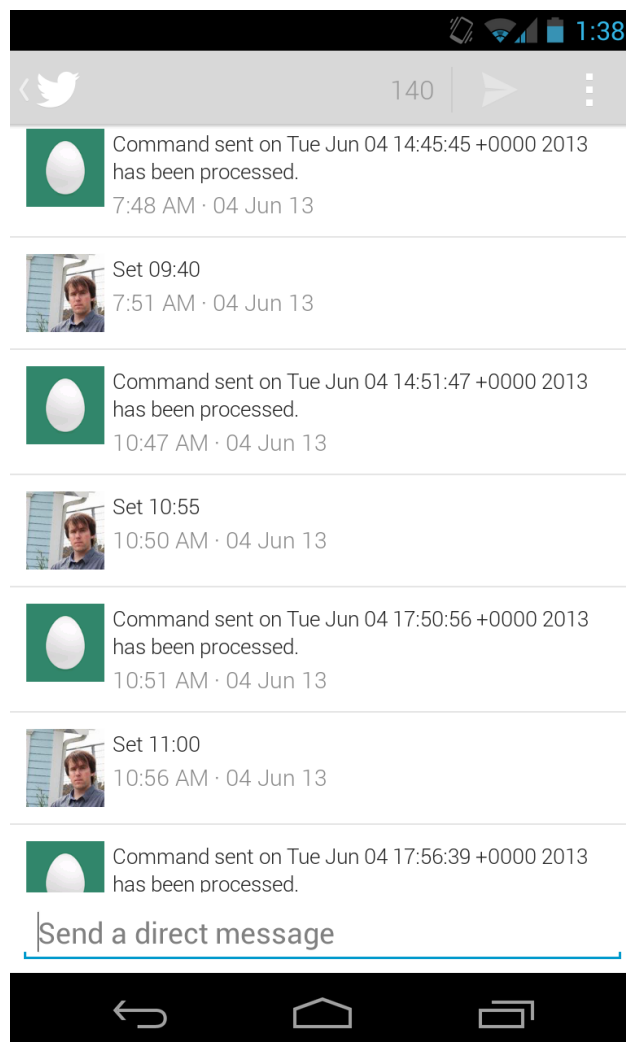 1:38
140
Command sent on Tue Jun 04 14:45:45 +0000 2013
has been processed.
7:48 AM · 04 Jun 13
Set 09:40
7:51 AM · 04 Jun 13
Command sent on Tue Jun 04 14:51:47 +0000 2013
has been processed.
10:47 AM · 04 Jun 13
Set 10:55
10:50 AM · 04 Jun 13
Command sent on Tue Jun 04 17:50:56 +0000 2013
has been processed.
10:51 AM · 04 Jun 13
Set 11:00
10:56 AM · 04 Jun 13
Command sent on Tue Jun 04 17:56:39 +0000 2013
has been processed.
Send a direct message